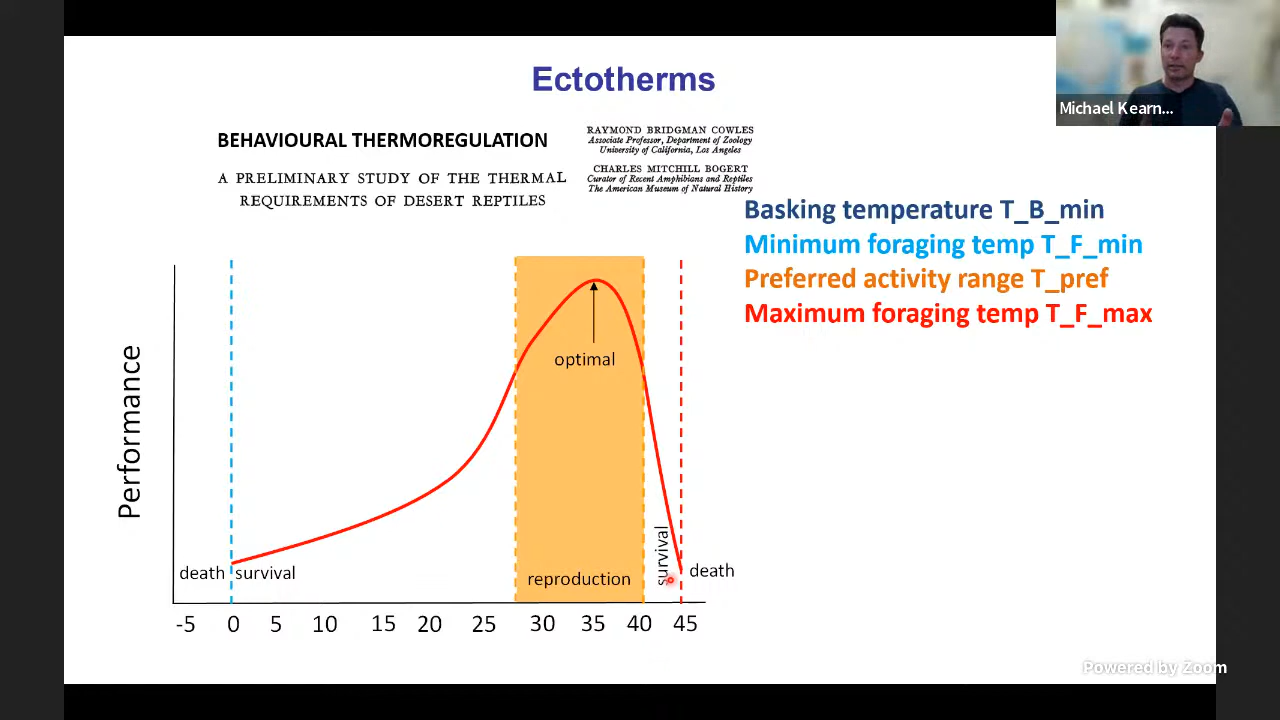 Ectotherms
Michael Kearn...
BEHAVIOURAL THERMOREGULATION
A PRELIMINARY STUDY OF THE THERMAL
REQUIREMENTS OF DESERT REPTILES
RAYMOND BRIDGMAN COWLES
Associate Professor, Department of Zoology
University of California, Los Angeles
CHARLES MITCHILL BOGERT
Curator of Recent Amphibians and Reptiles
The American Museum of Natural History
Basking temperature T_B_min
Minimum foraging temp T_F_min
Preferred activity range T_pref
Maximum foraging temp T_F_max
Performance
optimal
death
survival
reproduction
survival
death
-5 0 5 10 15 20 25 30 35 40 45
Powered by Zoom